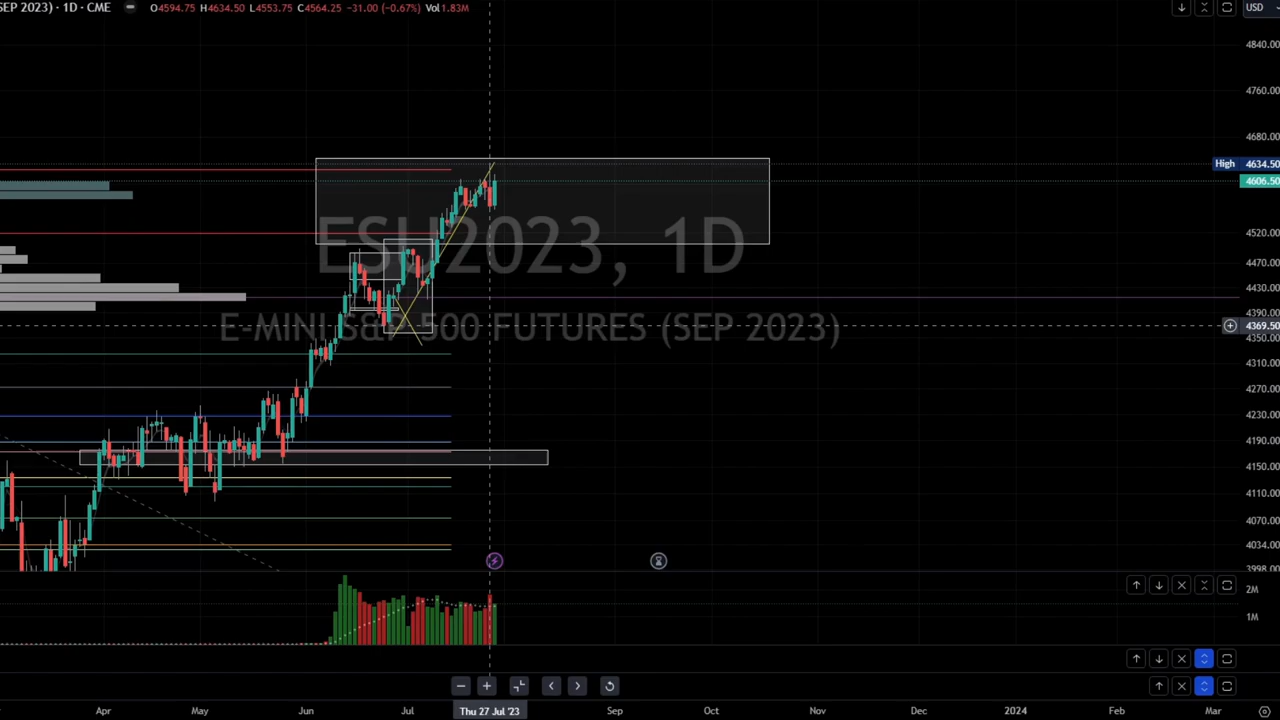 SEP 2023) · 1D · CME O4594.75 H4634.50 L4553.75 C4564.25 −31.00 (−0.67%) Vol1.83M
USD
4840.00
4760.00
4680.00
High 4634.50
4606.50
4520.00
4470.00
4430.00
4390.00
4369.50
4350.00
4310.00
4270.00
4230.00
4190.00
4150.00
4110.00
4070.00
4034.00
3998.00
ESU2023, 1D
E-MINI S&P 500 FUTURES (SEP 2023)
2M
1M
Apr May Jun Jul Thu 27 Jul '23 Sep Oct Nov Dec 2024 Feb Mar